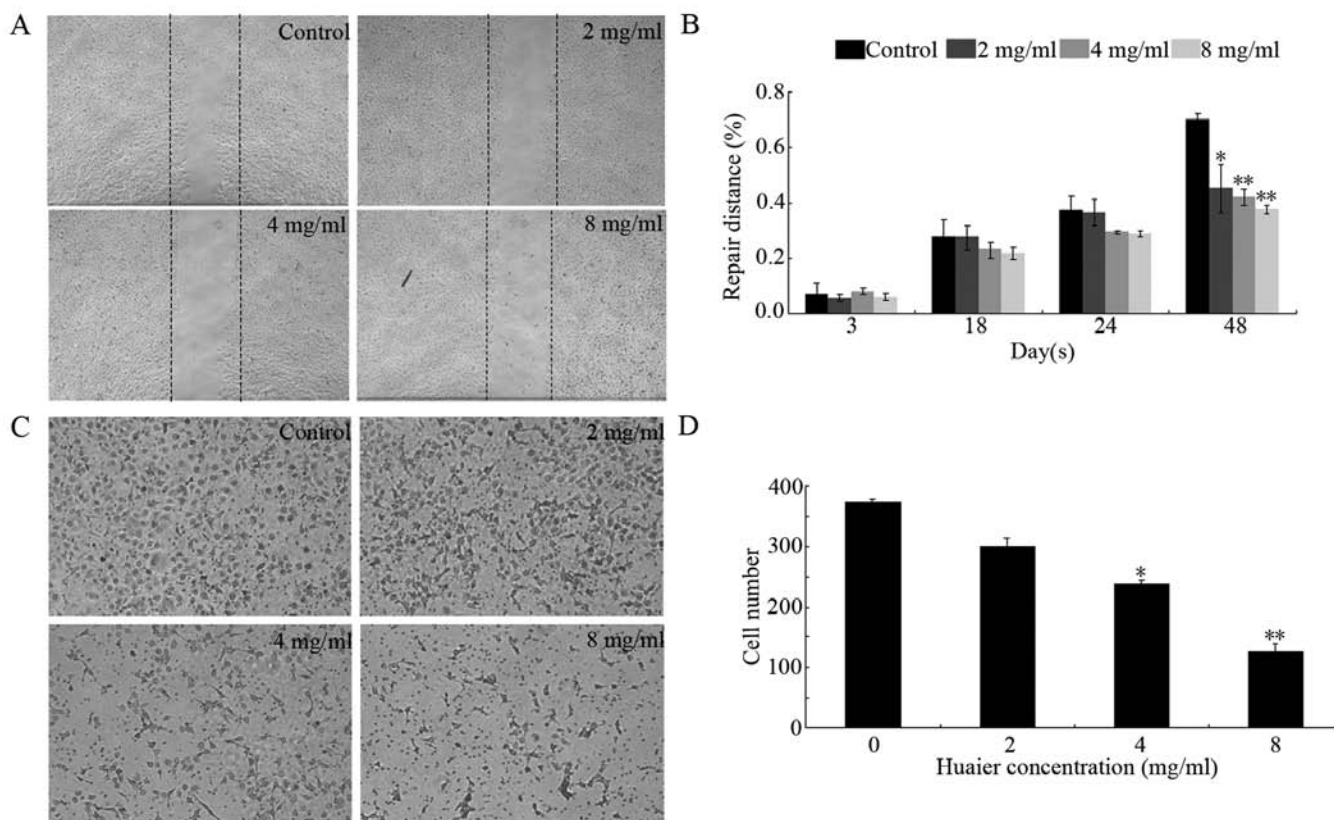 A
Control
2 mg/ml
4 mg/ml
8 mg/ml
B
Control 2 mg/ml 4 mg/ml 8 mg/ml
Repair distance (%)
0.8
0.6
0.4
0.2
0.0
*
**
**
3 18 24 48
Day(s)
C
Control
2 mg/ml
4 mg/ml
8 mg/ml
D
Cell number
400
300
200
100
0
*
**
0 2 4 8
Huaier concentration (mg/ml)